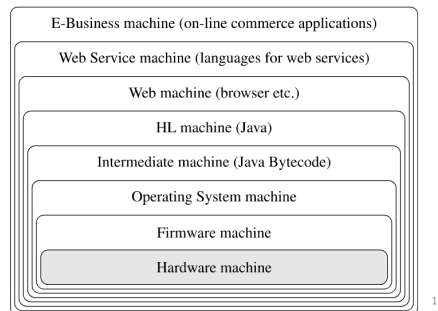 E-Business machine (on-line commerce applications)
Web Service machine (languages for web services)
Web machine (browser etc.)
HL machine (Java)
Intermediate machine (Java Bytecode)
Operating System machine
Firmware machine
Hardware machine
1